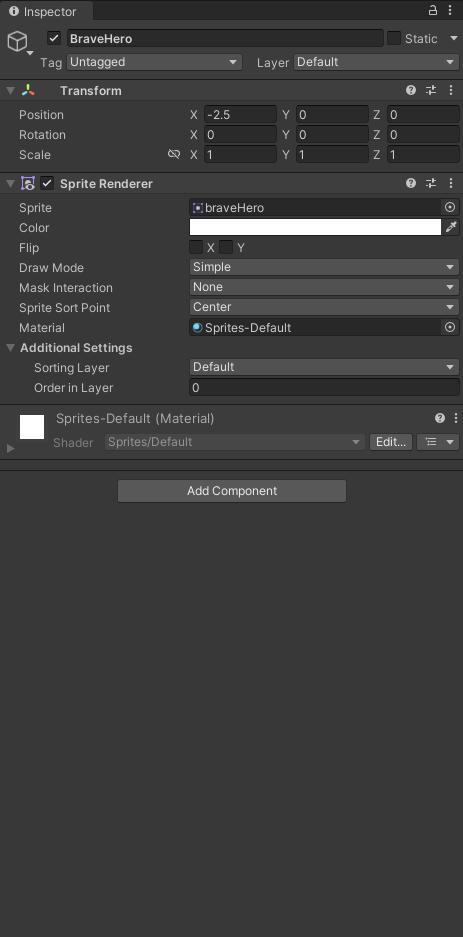 Inspector
BraveHero Static
Tag Untagged Layer Default
Transform
Position X -2.5 Y 0 Z 0
Rotation X 0 Y 0 Z 0
Scale X 1 Y 1 Z 1
Sprite Renderer
Sprite braveHero
Color
Flip X Y
Draw Mode Simple
Mask Interaction None
Sprite Sort Point Center
Material Sprites-Default
Additional Settings
Sorting Layer Default
Order in Layer 0
Sprites-Default (Material)
Shader Sprites/Default Edit...
Add Component